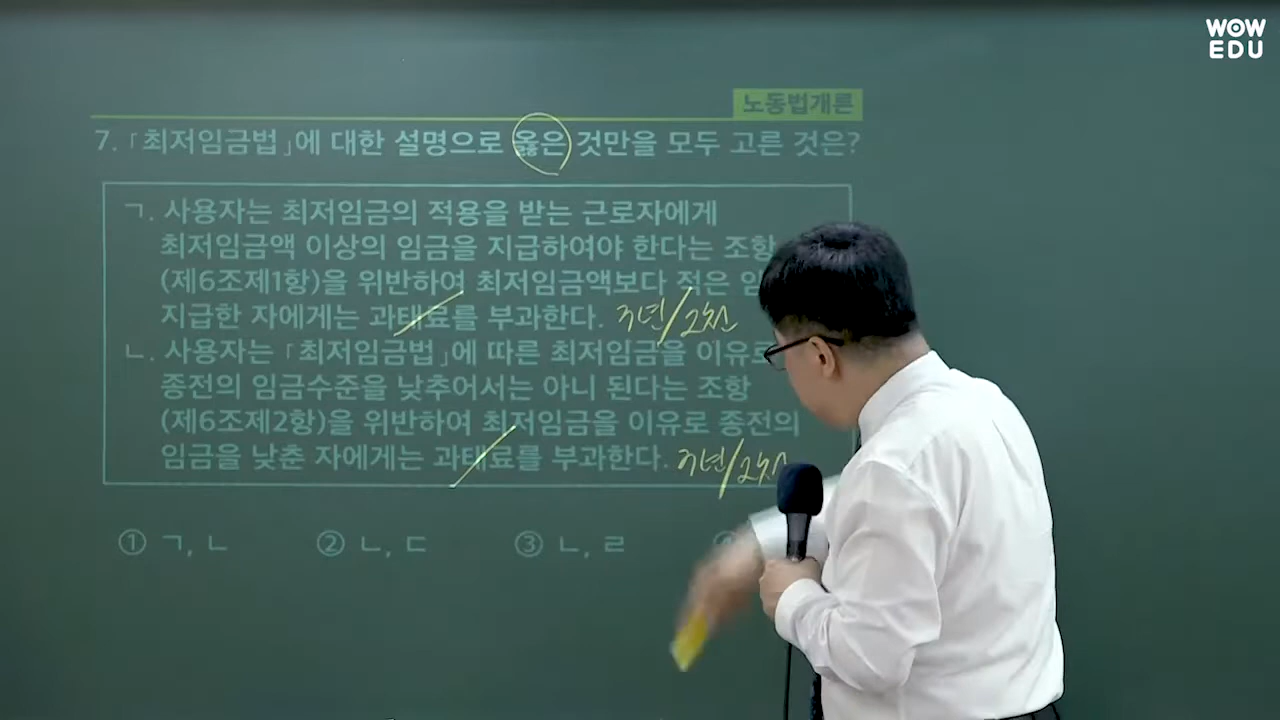 WOW
EDU
노동법개론
7. 「최저임금법」에 대한 설명으로 옳은 것만을 모두 고른 것은?
ㄱ. 사용자는 최저임금의 적용을 받는 근로자에게
최저임금액 이상의 임금을 지급하여야 한다는 조항
(제6조제1항)을 위반하여 최저임금액보다 적은
지급한 자에게는 과태료를 부과한다. 3년/2천
ㄴ. 사용자는 「최저임금법」에 따른 최저임금을
종전의 임금수준을 낮추어서는 아니 된다는 조항
(제6조제2항)을 위반하여 최저임금을 이유로 종전의
임금을 낮춘 자에게는 과태료를 부과한다. 3년/2천
① ㄱ, ㄴ ② ㄴ, ㄷ ③ ㄴ, ㄹ